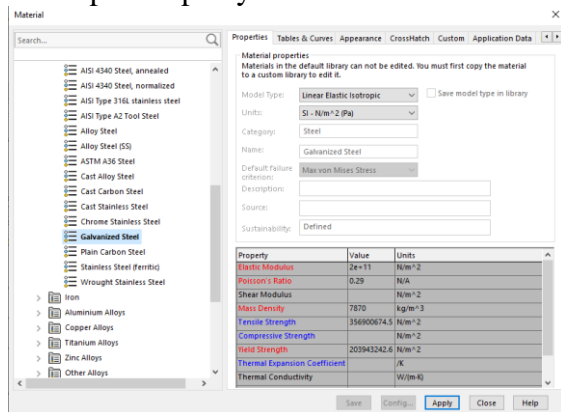 Material
Search...
AISI 4340 Steel, annealed
AISI 4340 Steel, normalized
AISI Type 316L stainless steel
AISI Type A2 Tool Steel
Alloy Steel
Alloy Steel (SS)
ASTM A36 Steel
Cast Alloy Steel
Cast Carbon Steel
Cast Stainless Steel
Chrome Stainless Steel
Galvanized Steel
Plain Carbon Steel
Stainless Steel (ferritic)
Wrought Stainless Steel
Iron
Aluminium Alloys
Copper Alloys
Titanium Alloys
Zinc Alloys
Other Alloys
Properties Tables & Curves Appearance CrossHatch Custom Application Data
Material properties
Materials in the default library can not be edited. You must first copy the material
to a custom library to edit it.
Model Type: Linear Elastic Isotropic Save model type in library
Units: SI - N/m^2 (Pa)
Category: Steel
Name: Galvanized Steel
Default failure
criterion: Max von Mises Stress
Description:
Source:
Sustainability: Defined
Property Value Units
Elastic Modulus 2e+11 N/m^2
Poisson's Ratio 0.29 N/A
Shear Modulus N/m^2
Mass Density 7870 kg/m^3
Tensile Strength 356900674.5 N/m^2
Compressive Strength N/m^2
Yield Strength 203943242.6 N/m^2
Thermal Expansion Coefficient /K
Thermal Conductivity W/(m·K)
Save Config... Apply Close Help